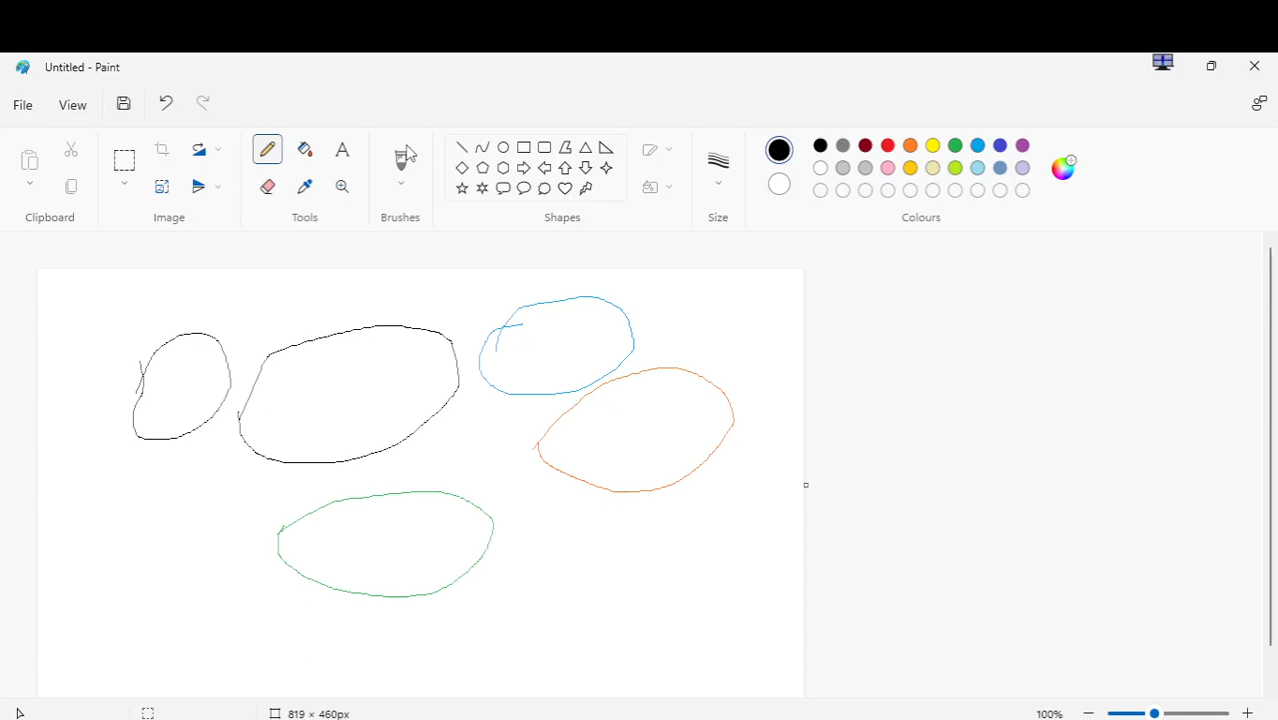 Untitled - Paint
File View
Clipboard Image Tools Brushes Shapes Size Colours
819 × 460px 100%